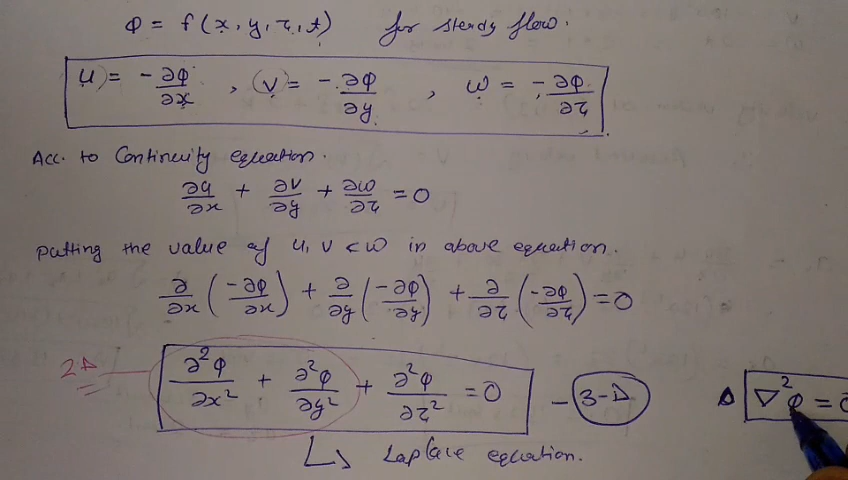 Φ = f(x, y, z, t) for steady flow.
u) = -∂Φ/∂x , (v) = -∂Φ/∂y , ω = -∂Φ/∂z
Acc. to Continuity equation.
∂u/∂x + ∂v/∂y + ∂ω/∂z = 0
putting the value of u, v & ω in above equation.
∂/∂x (-∂Φ/∂x) + ∂/∂y (-∂Φ/∂y) + ∂/∂z (-∂Φ/∂z) = 0
2D ∂²Φ/∂x² + ∂²Φ/∂y² + ∂²Φ/∂z² = 0 - 3-D ∇²Φ = 0
↳ Laplace equation.